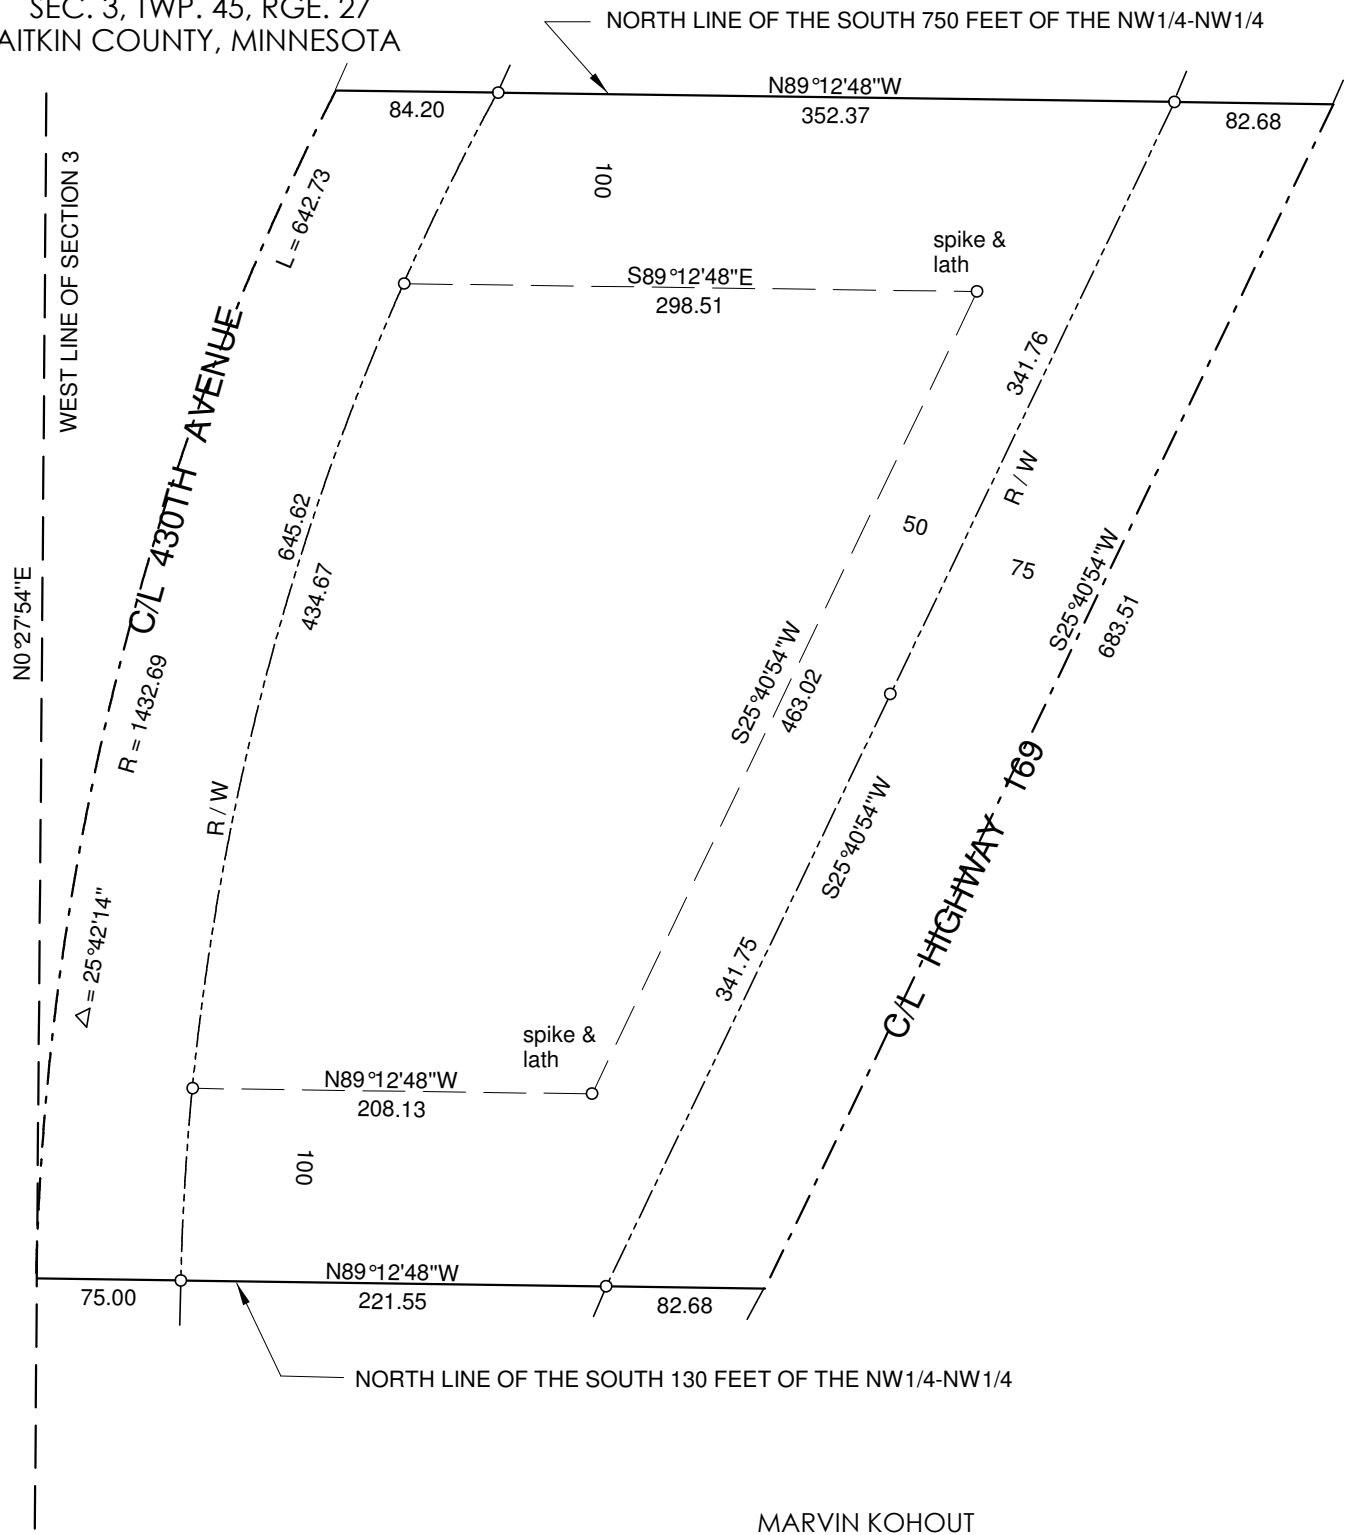 SEC. 3, TWP. 45, RGE. 27
AITKIN COUNTY, MINNESOTA
NORTH LINE OF THE SOUTH 750 FEET OF THE NW1/4-NW1/4
N89°12'48"W
84.20
352.37
82.68
WEST LINE OF SECTION 3
L = 642.73
100
spike &
lath
S89°12'48"E
298.51
341.76
C/L 430TH AVENUE
R / W
645.62
434.67
50
75
N0°27'54"E
S25°40'54"W
683.51
S25°40'54"W
463.02
R = 1432.69
R / W
S25°40'54"W
C/L HIGHWAY 169
△ = 25°42'14"
341.75
spike &
lath
N89°12'48"W
208.13
100
N89°12'48"W
75.00
221.55
82.68
NORTH LINE OF THE SOUTH 130 FEET OF THE NW1/4-NW1/4
MARVIN KOHOUT